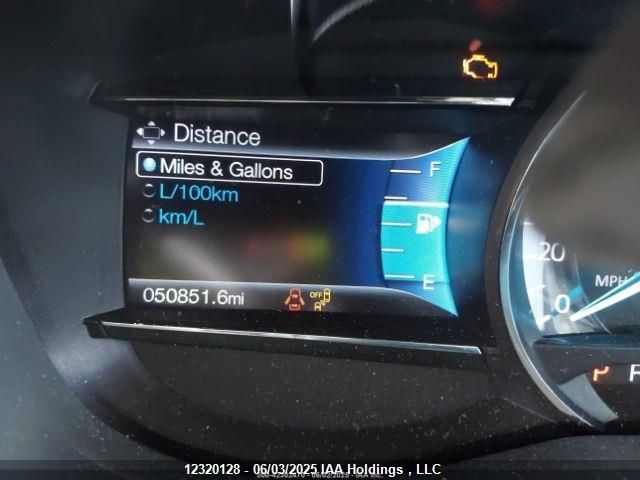 Distance
Miles & Gallons
L/100km
km/L
F
E
050851.6mi
OFF
20
MPH
0
P
12320128 - 06/03/2025 IAA Holdings , LLC